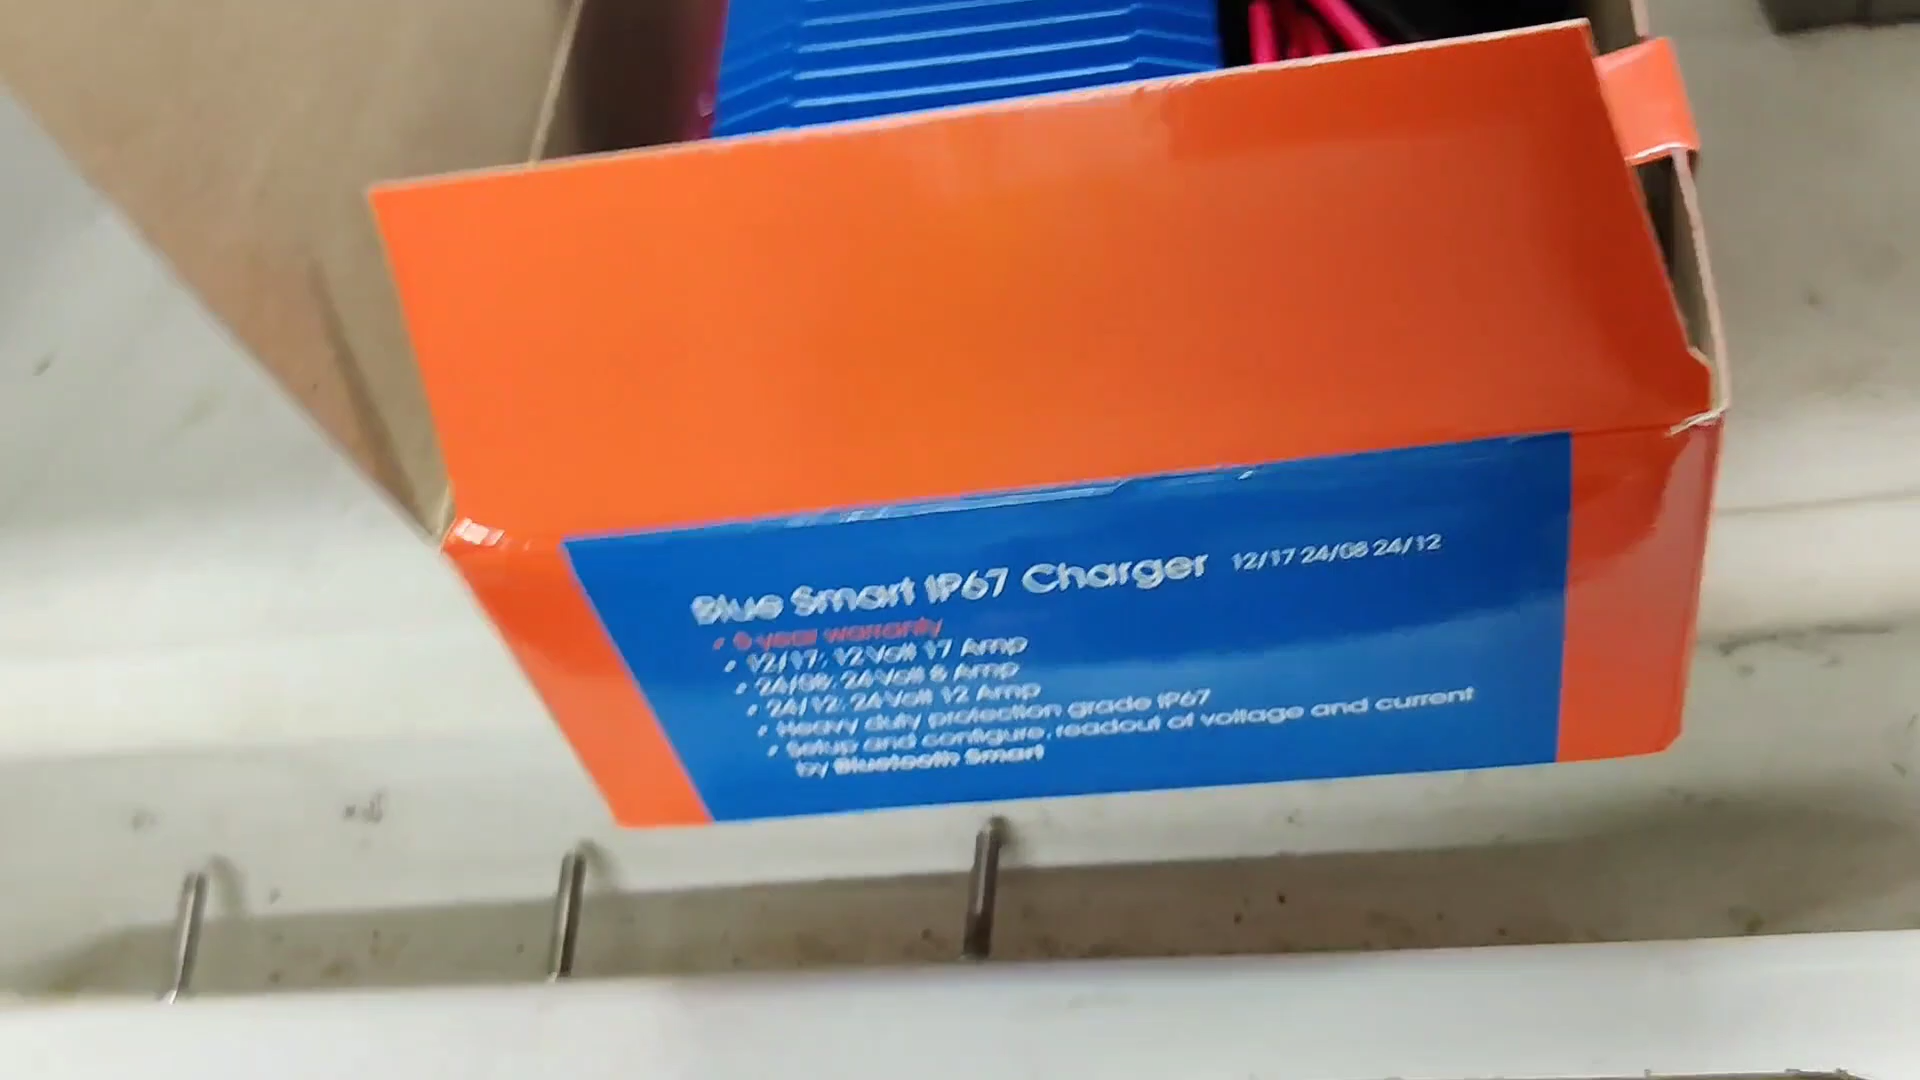 Blue Smart IP67 Charger 12/17 24/08 24/12
✓ 5 year warranty
✓ 12/17: 12 Volt 17 Amp
✓ 24/08: 24 Volt 8 Amp
✓ 24/12: 24 Volt 12 Amp
✓ Heavy duty protection grade IP67
✓ Setup and configure, readout of voltage and current
by Bluetooth Smart